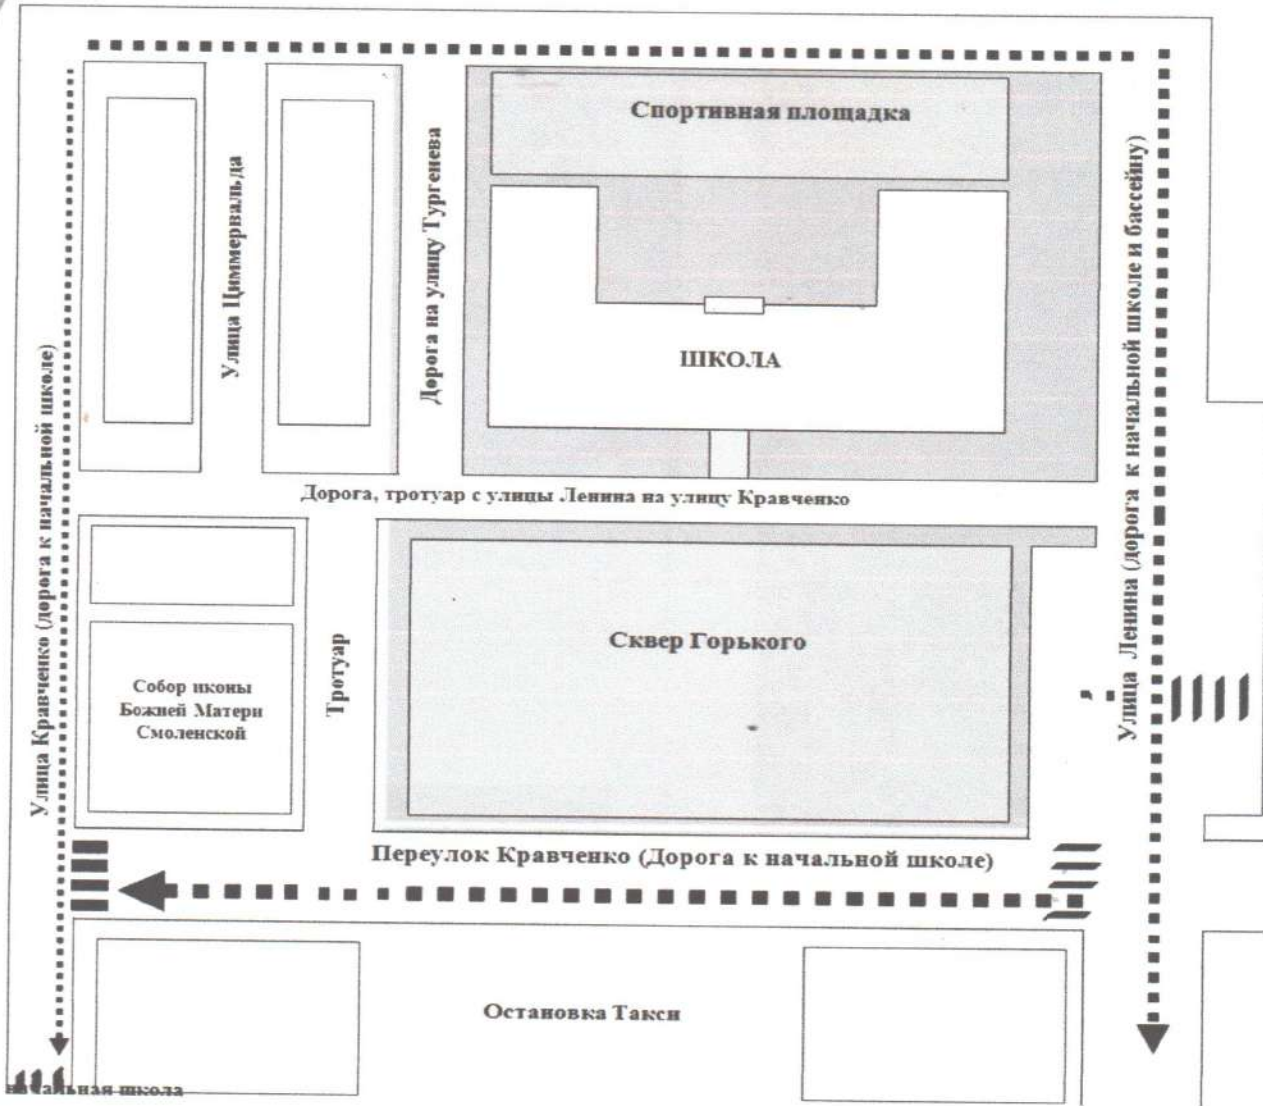 Спортивная площадка
Улица Циммервальда
Дорога на улицу Тургенева
ШКОЛА
Улица Ленина (дорога к начальной школе и бассейну)
Улица Кравченко (дорога к начальной школе)
Дорога, тротуар с улицы Ленина на улицу Кравченко
Сквер Горького
Тротуар
Собор иконы
Божией Матери
Смоленской
Переулок Кравченко (Дорога к начальной школе)
Остановка Такси
начальная школа